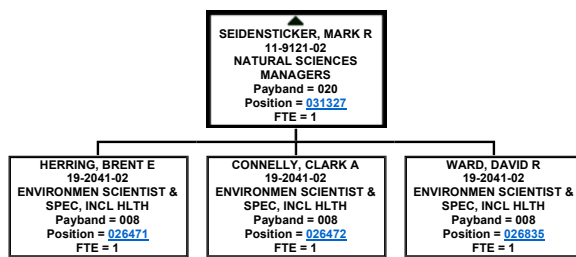 SEIDENSTICKER, MARK R
11-9121-02
NATURAL SCIENCES
MANAGERS
Payband = 020
Position = 031327
FTE = 1
HERRING, BRENT E
19-2041-02
ENVIRONMEN SCIENTIST &
SPEC, INCL HLTH
Payband = 008
Position = 026471
FTE = 1
CONNELLY, CLARK A
19-2041-02
ENVIRONMEN SCIENTIST &
SPEC, INCL HLTH
Payband = 008
Position = 026472
FTE = 1
WARD, DAVID R
19-2041-02
ENVIRONMEN SCIENTIST &
SPEC, INCL HLTH
Payband = 008
Position = 026835
FTE = 1